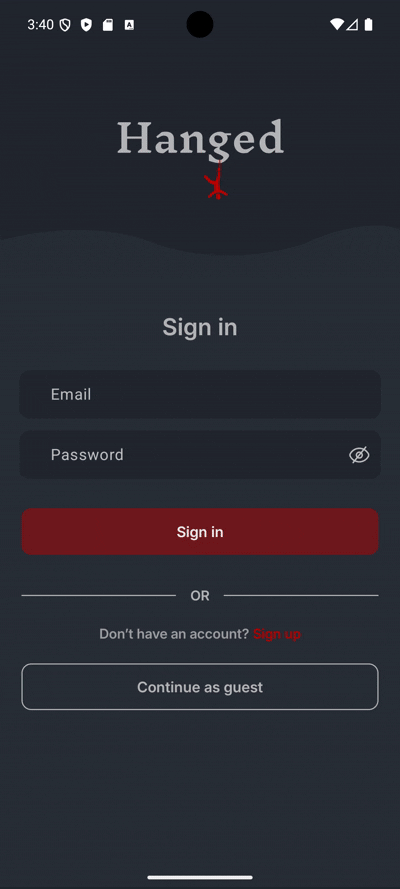 3:40
Hanged
Sign in
Email
Password
Sign in
OR
Don't have an account? Sign up
Continue as guest